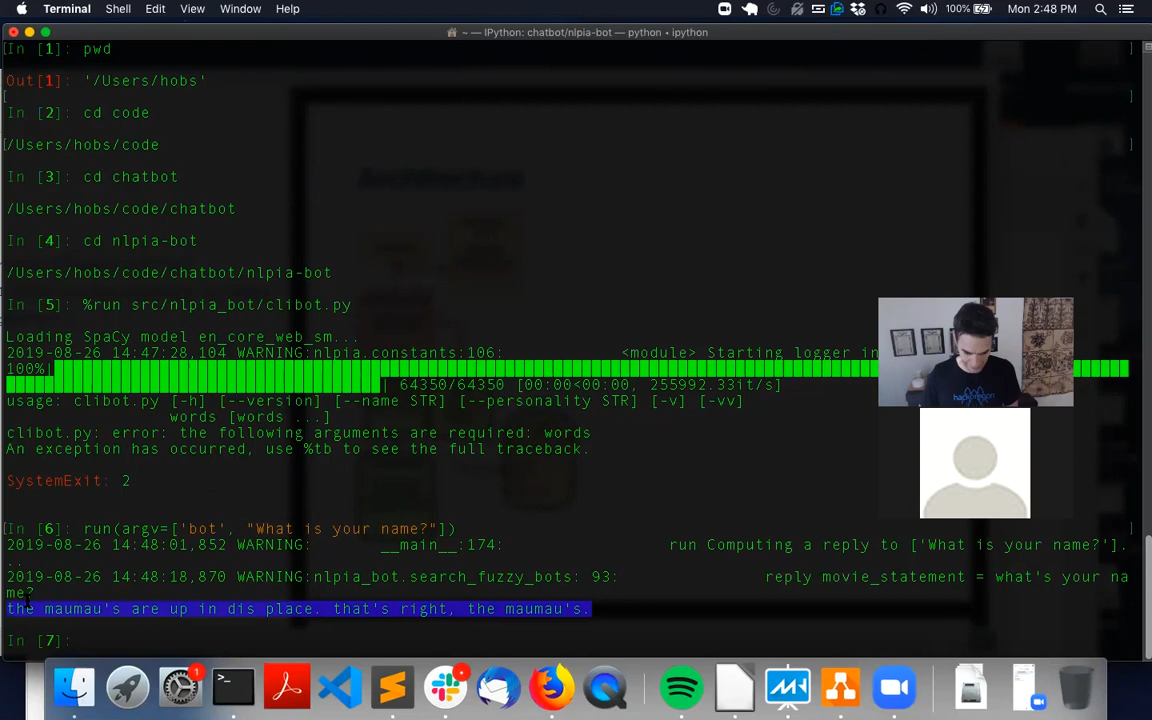 Terminal Shell Edit View Window Help 100% Mon 2:48 PM
~ — IPython: chatbot/nlpia-bot — python • ipython
In [1]: pwd
Out[1]: '/Users/hobs'
In [2]: cd code
/Users/hobs/code
In [3]: cd chatbot
/Users/hobs/code/chatbot
In [4]: cd nlpia-bot
/Users/hobs/code/chatbot/nlpia-bot
In [5]: %run src/nlpia_bot/clibot.py
Loading SpaCy model en_core_web_sm...
2019-08-26 14:47:28,104 WARNING:nlpia.constants:106: <module> Starting logger in
100%|
| 64350/64350 [00:00<00:00, 255992.33it/s]
usage: clibot.py [-h] [--version] [--name STR] [--personality STR] [-v] [-vv]
words [words ...]
clibot.py: error: the following arguments are required: words
An exception has occurred, use %tb to see the full traceback.
SystemExit: 2
In [6]: run(argv=['bot', "What is your name?"])
2019-08-26 14:48:01,852 WARNING: __main__:174: run Computing a reply to ['What is your name?'].
..
2019-08-26 14:48:18,870 WARNING:nlpia_bot.search_fuzzy_bots: 93: reply movie_statement = what's your na
me?
the maumau's are up in dis place. that's right, the maumau's.
In [7]:
Architecture
1